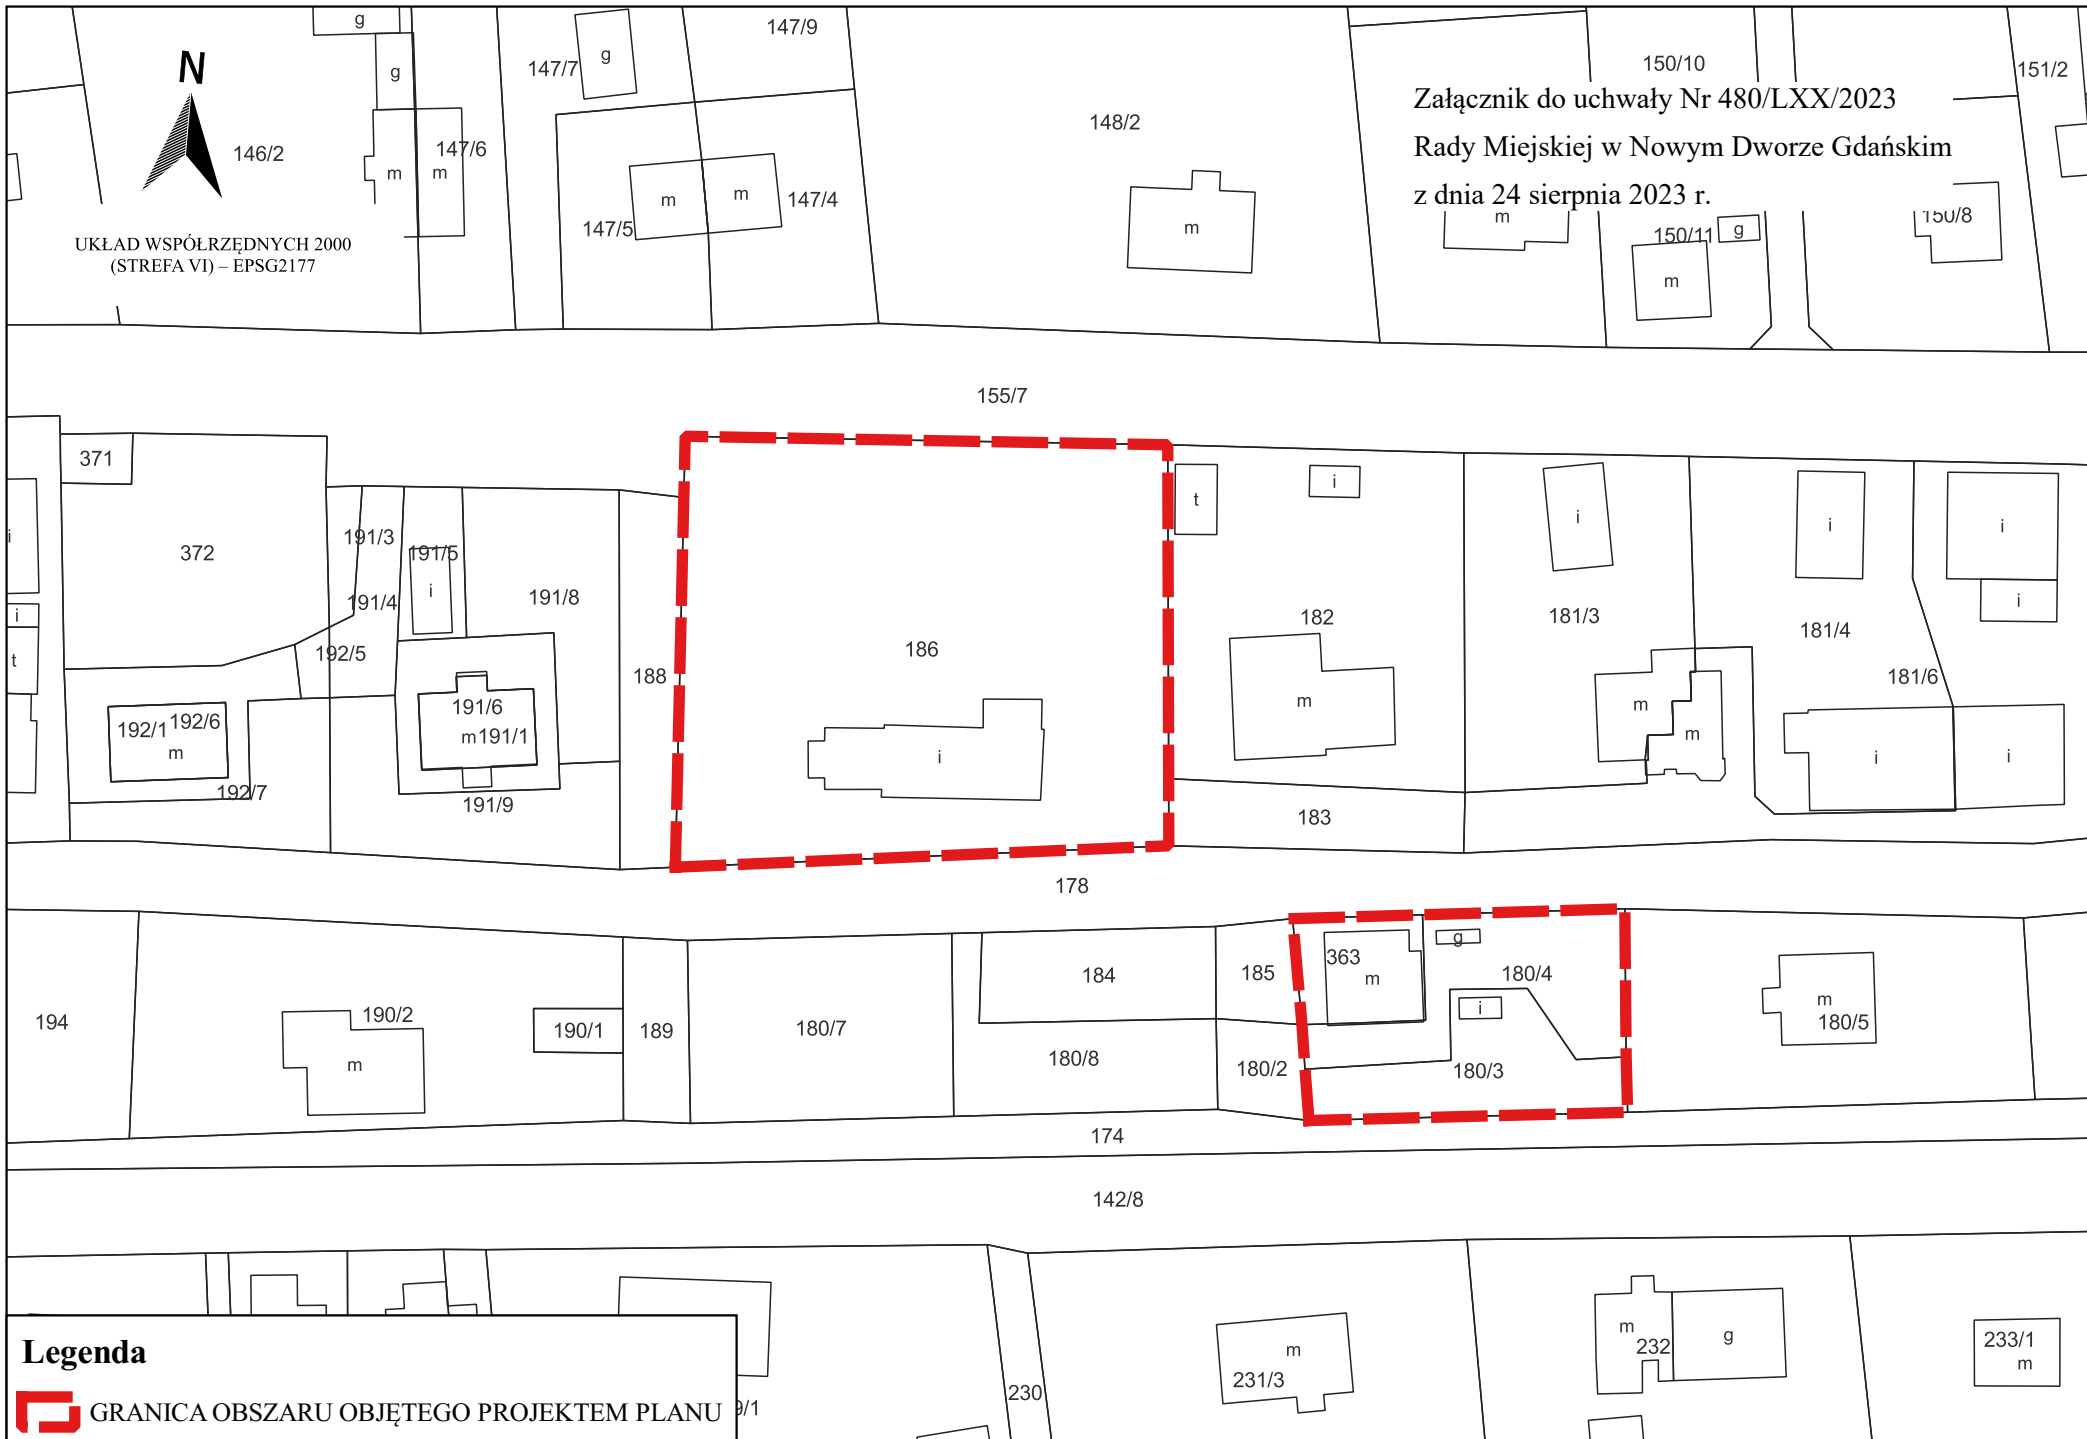 g
147/9
N
g
147/7
g
150/10
151/2
Załącznik do uchwały Nr 480/LXX/2023
148/2
Rady Miejskiej w Nowym Dworze Gdańskim
146/2
147/6
m
m
m
m
147/4
z dnia 24 sierpnia 2023 r.
147/5
m
m
150/11
g
150/8
UKŁAD WSPÓŁRZĘDNYCH 2000
(STREFA VI) – EPSG2177
m
155/7
371
t
i
i
i
i
i
372
191/3
191/5
i
191/4
191/8
i
i
186
182
181/3
181/4
192/5
t
188
181/6
191/6
m
m
192/1
192/6
m
191/1
m
m
i
i
i
192/7
191/9
183
178
363
g
184
185
m
180/4
m
180/5
194
190/2
190/1
189
180/7
i
180/8
180/2
180/3
m
174
142/8
Legenda
m
231/3
m
232
g
233/1
m
230
GRANICA OBSZARU OBJĘTEGO PROJEKTEM PLANU
9/1